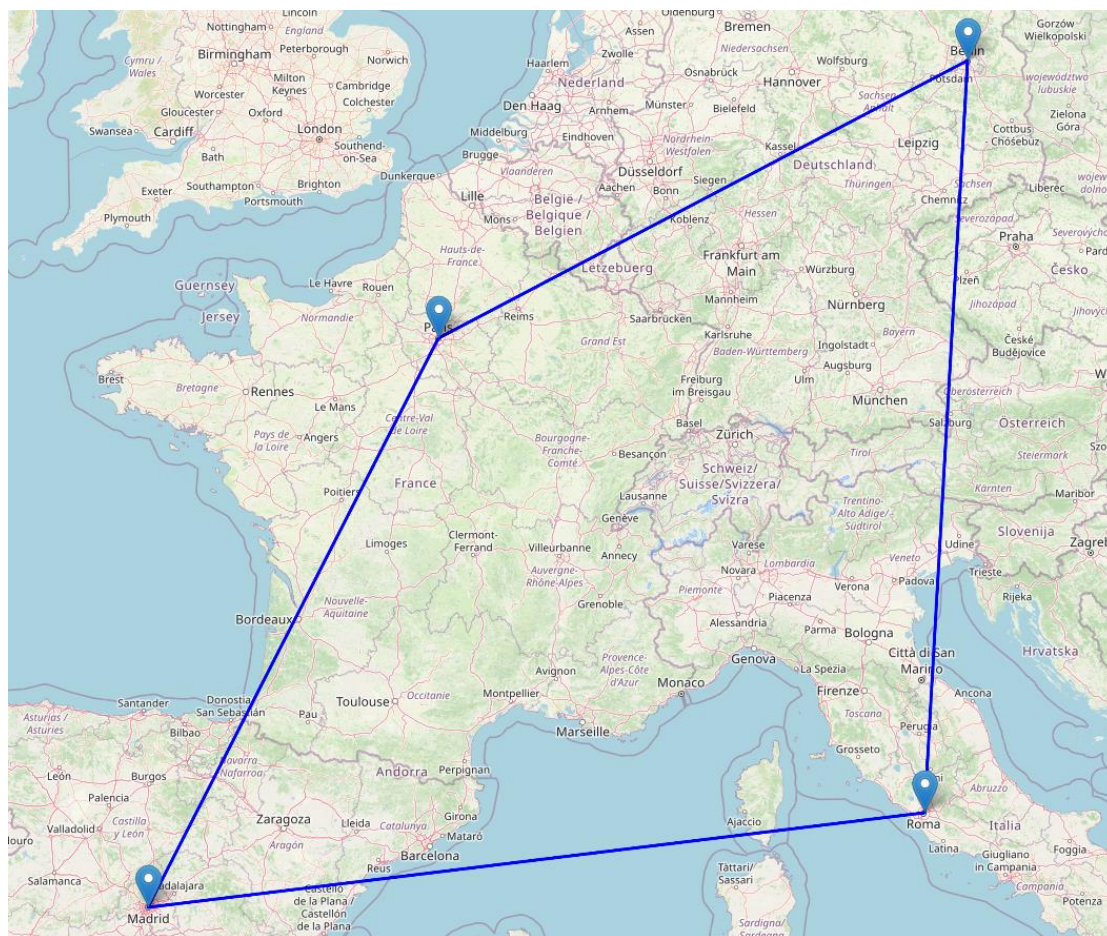 Oldenburg
Bremen
Lincoln
Nottingham
England
Peterborough
Norwich
Birmingham
Cymru /
Wales
Worcester
Milton
Keynes
Cambridge
Colchester
Gloucester
Oxford
Swansea
Cardiff
London
Southend-
on-Sea
Bath
Exeter
Southampton
Brighton
Portsmouth
Plymouth
Assen
Zwolle
Haarlem
Nederland
Den Haag
Arnhem
Middelburg
Eindhoven
Brugge
Dunkerque
Vlaanderen
Lille
Mons
België /
Belgique /
Belgien
Hauts-de-
France
Niedersachsen
Wolfsburg
Osnabrück
Hannover
Münster
Bielefeld
Nordrhein-
Westfalen
Düsseldorf
Kassel
Aachen
Bonn
Siegen
Koblenz
Hessen
Deutschland
Thüringen
Leipzig
Sachsen
Chemnitz
Cottbus
Chóśebuz
Gorzów
Wielkopolski
województwo
lubuskie
Zielona
Góra
Liberec
Praha
Česko
Plzeň
Severozápad
Jihozápad
České
Budějovice
Letzebuerg
Frankfurt am
Main
Würzburg
Mannheim
Nürnberg
Saarbrücken
Karlsruhe
Bayern
Ingolstadt
Baden-Württemberg
Augsburg
Ulm
München
Freiburg
im Breisgau
Guernsey
Jersey
Le Havre
Rouen
Normandie
Reims
Grand Est
Brest
Bretagne
Rennes
Le Mans
Centre-Val
de Loire
Pays de
la Loire
Angers
Bourgogne-
Franche-
Comté
Besançon
Basel
Zürich
Schweiz/
Suisse/Svizzera/
Svizra
Lausanne
Genève
Annecy
Oberösterreich
Salzburg
Österreich
Steiermark
Tirol
Kärnten
Maribor
Slovenija
Zagreb
Trentino-
Alto Adige/
Südtirol
Udine
Trieste
Rijeka
Hrvatska
Veneto
Padova
Varese
Novara
Lombardia
Verona
Piemonte
Piacenza
Alessandria
Parma
Bologna
Genova
La Spezia
Città di San
Marino
Firenze
Ancona
Toscana
Perugia
Grosseto
Abruzzo
Roma
Italia
Latina
Giugliano
in Campania
Foggia
Campania
Potenza
Poitiers
France
Limoges
Clermont-
Ferrand
Villeurbanne
Auvergne-
Rhône-Alpes
Grenoble
Nouvelle-
Aquitaine
Bordeaux
Provence-
Alpes-Côte
d'Azur
Avignon
Monaco
Occitanie
Toulouse
Montpellier
Marseille
Pau
Donostia
San Sebastián
Santander
Bilbao
Asturias /
Asturies
Navarra
Nafarroa
Andorra
Perpignan
León
Burgos
Palencia
Valladolid
Castilla
y León
Zaragoza
Aragón
Lleida
Catalunya
Girona
Mataró
Barcelona
Reus
Salamanca
Madrid
Castelló
de la Plana /
Castellón
de la Plana
Ajaccio
Tàttari/
Sassari
Sardigna/